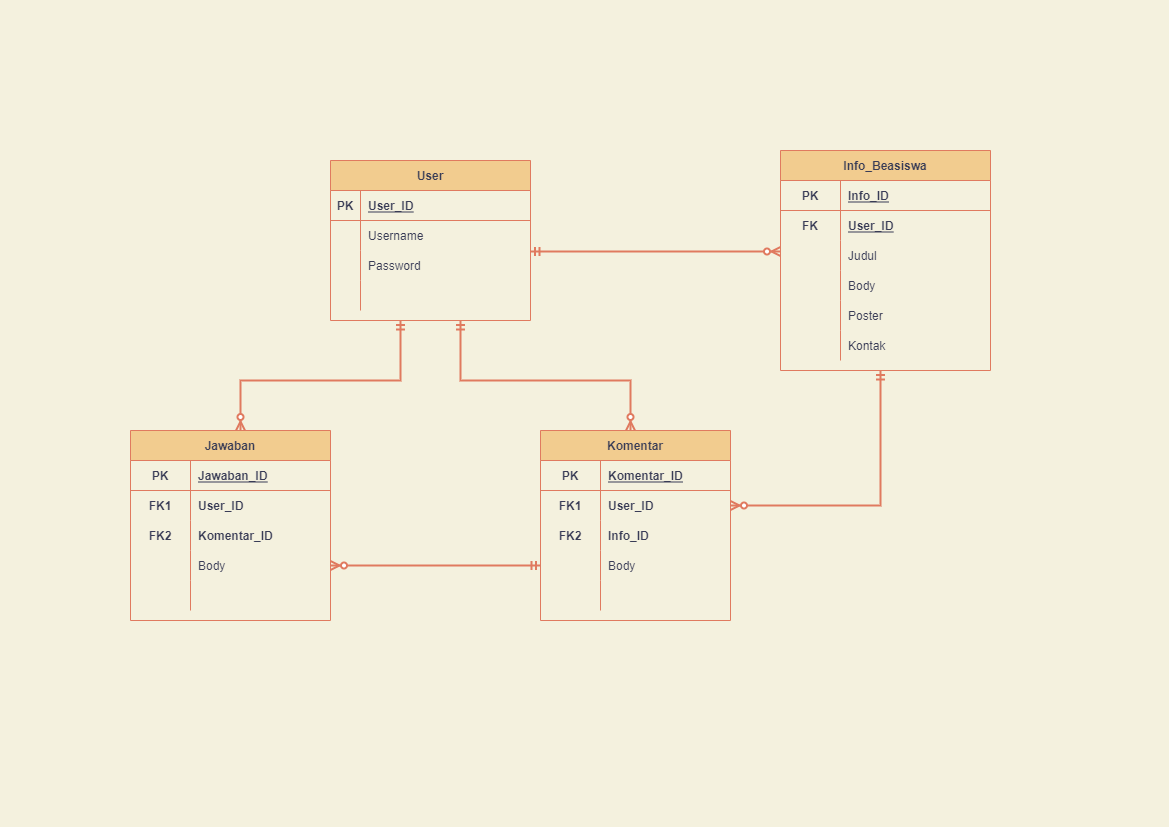 User
PK User_ID
Username
Password
Info_Beasiswa
PK Info_ID
FK User_ID
Judul
Body
Poster
Kontak
Jawaban
PK Jawaban_ID
FK1 User_ID
FK2 Komentar_ID
Body
Komentar
PK Komentar_ID
FK1 User_ID
FK2 Info_ID
Body